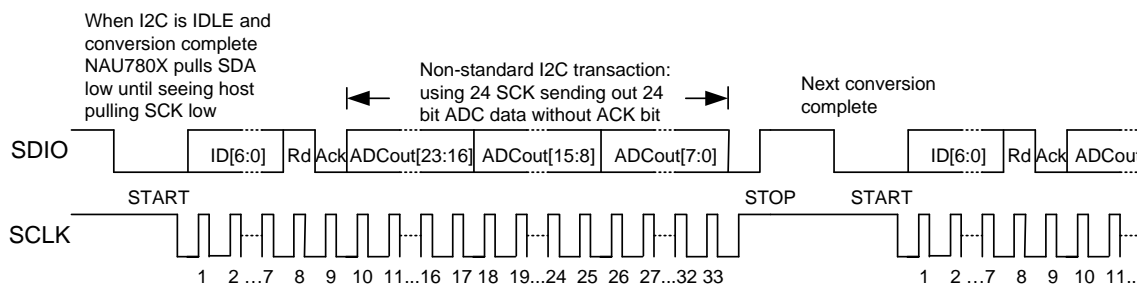 When I2C is IDLE and
conversion complete
NAU780X pulls SDA
low until seeing host
pulling SCK low
Non-standard I2C transaction:
using 24 SCK sending out 24
bit ADC data without ACK bit
Next conversion
complete
SDIO
ID[6:0] Rd Ack ADCout[23:16] ADCout[15:8] ADCout[7:0] ID[6:0] Rd Ack ADCout
START STOP START
SCLK
1 2 ...7 8 9 10 11...16 17 18 19...24 25 26 27...32 33 1 2 ...7 8 9 10 11..